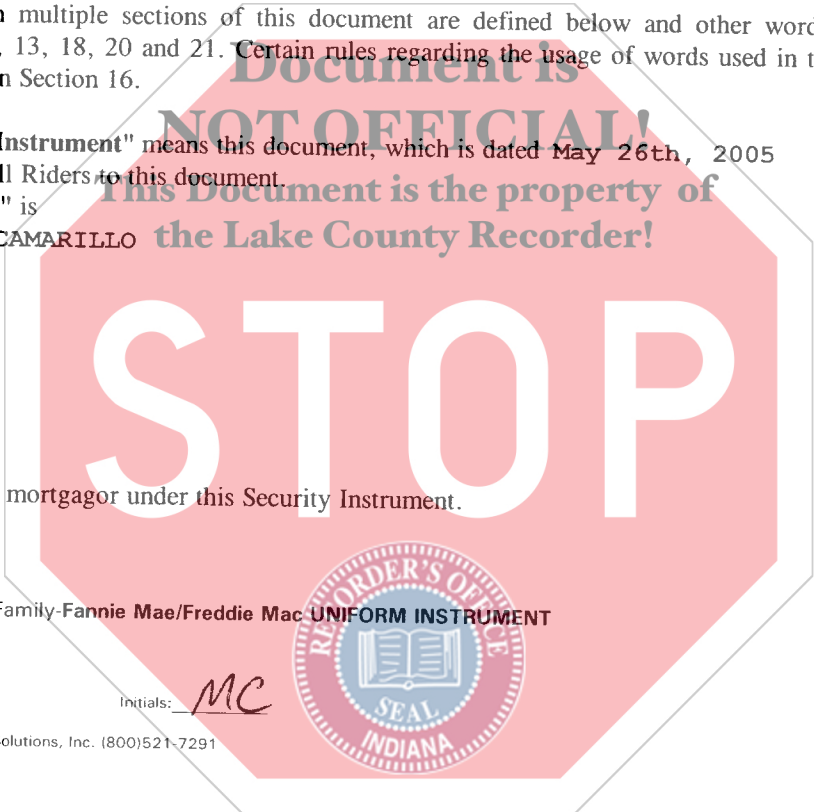 multiple sections of this document are defined below and other
, 13, 18, 20 and 21. Certain rules regarding the usage of words used in
n Section 16.
Document is
NOT OFFICIAL!
Instrument" means this document, which is dated May 26th, 2005
ll Riders to this document.
This Document is the property of
" is
CAMARILLO
the Lake County Recorder!
STOP
mortgagor under this Security Instrument.
RECORDER'S OFFICE
Family-Fannie Mae/Freddie Mac UNIFORM INSTRUMENT
Initials: MC
SEAL
INDIANA
olutions, Inc. (800)521-7291